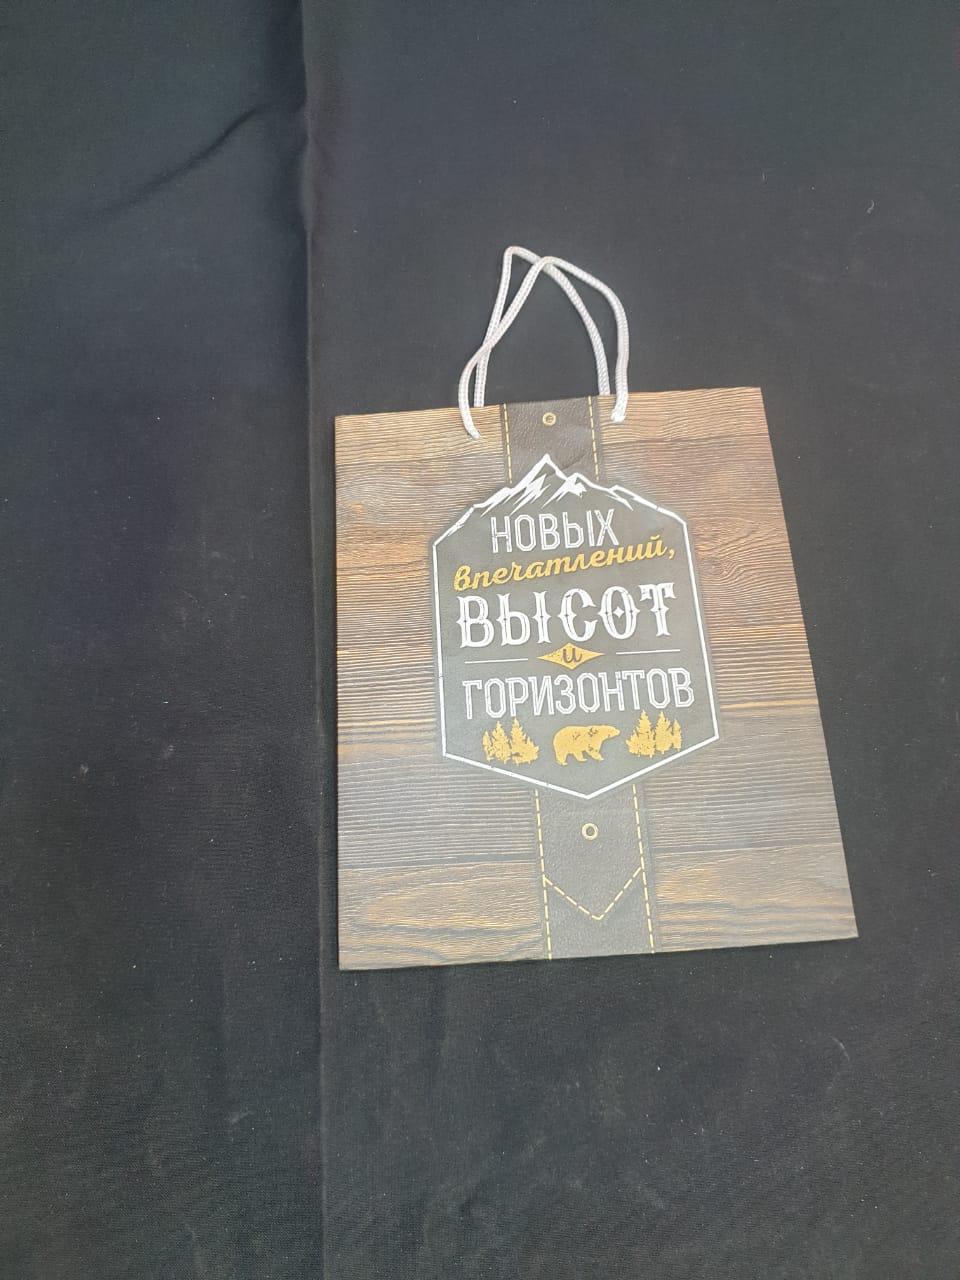 НОВЫХ
впечатлений,
ВЫСОТ
и
ГОРИЗОНТОВ